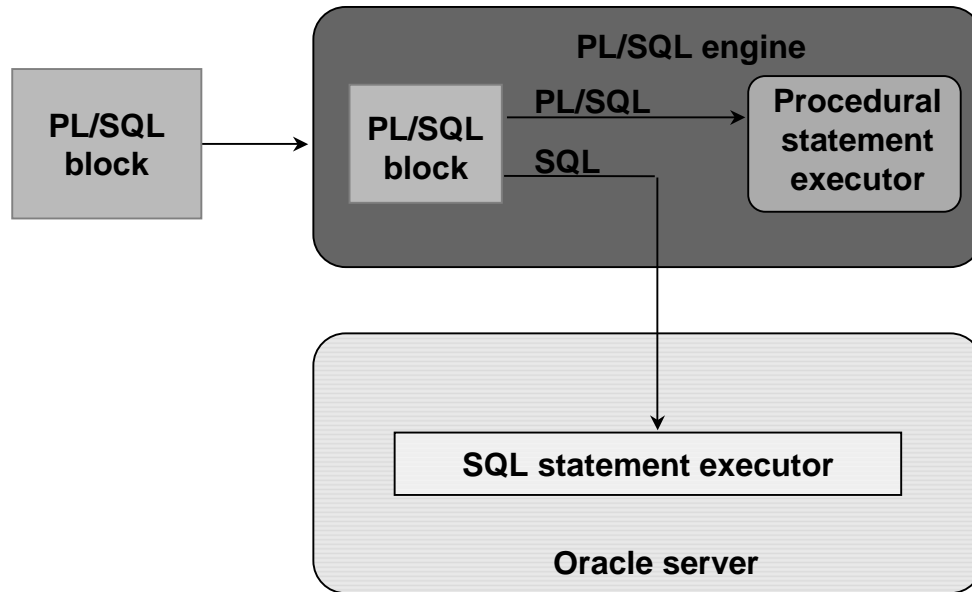 PL/SQL engine
PL/SQL
block
PL/SQL
block
PL/SQL
SQL
Procedural
statement
executor
SQL statement executor
Oracle server